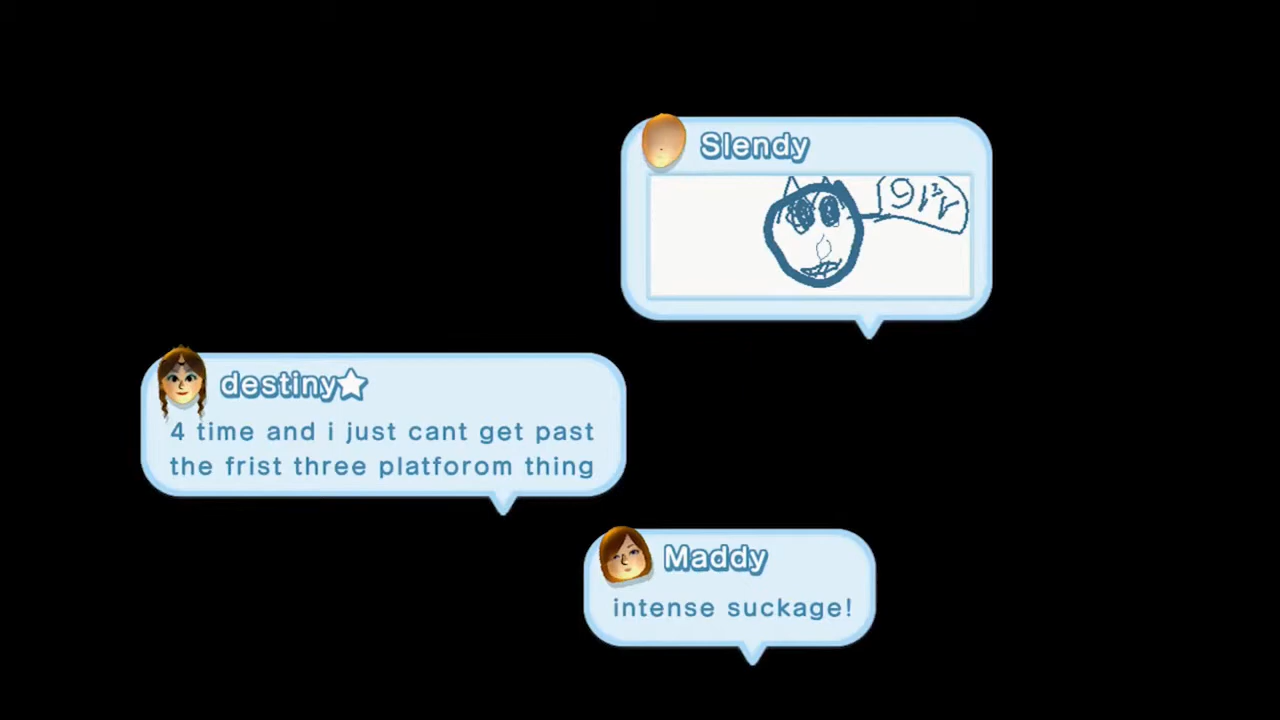 Slendy
destiny★
4 time and i just cant get past
the frist three platforom thing
Maddy
intense suckage!